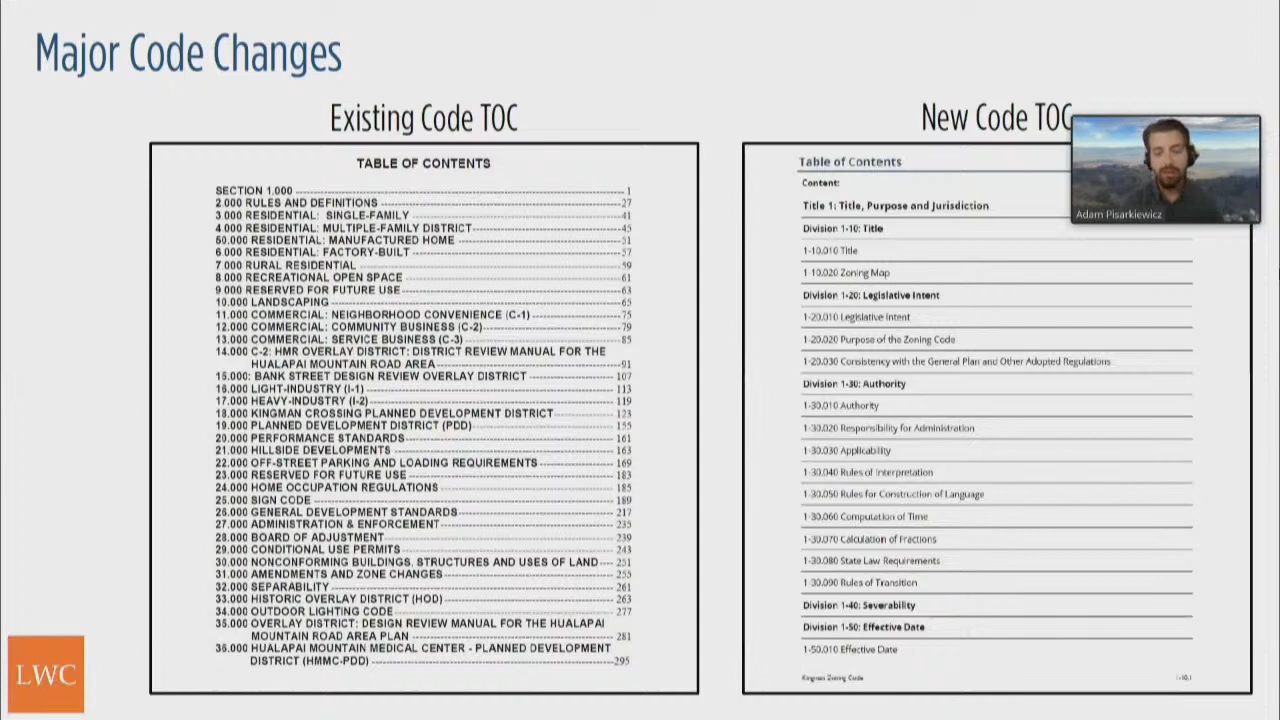 Major Code Changes
Existing Code TOC
TABLE OF CONTENTS
SECTION 1.000 1
2.000 RULES AND DEFINITIONS 27
3.000 RESIDENTIAL: SINGLE-FAMILY 41
4.000 RESIDENTIAL: MULTIPLE-FAMILY DISTRICT 45
50.000 RESIDENTIAL: MANUFACTURED HOME 51
6.000 RESIDENTIAL: FACTORY-BUILT 57
7.000 RURAL RESIDENTIAL 59
8.000 RECREATIONAL OPEN SPACE 61
9.000 RESERVED FOR FUTURE USE 63
10.000 LANDSCAPING 65
11.000 COMMERCIAL: NEIGHBORHOOD CONVENIENCE (C-1) 75
12.000 COMMERCIAL: COMMUNITY BUSINESS (C-2) 79
13.000 COMMERCIAL: SERVICE BUSINESS (C-3) 85
14.000 C-2: HMR OVERLAY DISTRICT: DISTRICT REVIEW MANUAL FOR THE
HUALAPAI MOUNTAIN ROAD AREA 91
15.000: BANK STREET DESIGN REVIEW OVERLAY DISTRICT 107
16.000 LIGHT-INDUSTRY (I-1) 113
17.000 HEAVY-INDUSTRY (I-2) 119
18.000 KINGMAN CROSSING PLANNED DEVELOPMENT DISTRICT 123
19.000 PLANNED DEVELOPMENT DISTRICT (PDD) 155
20.000 PERFORMANCE STANDARDS 161
21.000 HILLSIDE DEVELOPMENTS 163
22.000 OFF-STREET PARKING AND LOADING REQUIREMENTS 169
23.000 RESERVED FOR FUTURE USE 183
24.000 HOME OCCUPATION REGULATIONS 185
25.000 SIGN CODE 189
26.000 GENERAL DEVELOPMENT STANDARDS 217
27.000 ADMINISTRATION & ENFORCEMENT 235
28.000 BOARD OF ADJUSTMENT 239
29.000 CONDITIONAL USE PERMITS 243
30.000 NONCONFORMING BUILDINGS, STRUCTURES AND USES OF LAND 251
31.000 AMENDMENTS AND ZONE CHANGES 255
32.000 SEPARABILITY 261
33.000 HISTORIC OVERLAY DISTRICT (HOD) 263
34.000 OUTDOOR LIGHTING CODE 277
35.000 OVERLAY DISTRICT: DESIGN REVIEW MANUAL FOR THE HUALAPAI
MOUNTAIN ROAD AREA PLAN 281
36.000 HUALAPAI MOUNTAIN MEDICAL CENTER - PLANNED DEVELOPMENT
DISTRICT (HMMC-PDD) 295
New Code TOC
Table of Contents
Content:
Title 1: Title, Purpose and Jurisdiction
Division 1-10: Title
1-10.010 Title
1-10.020 Zoning Map
Division 1-20: Legislative Intent
1-20.010 Legislative Intent
1-20.020 Purpose of the Zoning Code
1-20.030 Consistency with the General Plan and Other Adopted Regulations
Division 1-30: Authority
1-30.010 Authority
1-30.020 Responsibility for Administration
1-30.030 Applicability
1-30.040 Rules of Interpretation
1-30.050 Rules for Construction of Language
1-30.060 Computation of Time
1-30.070 Calculation of Fractions
1-30.080 State Law Requirements
1-30.090 Rules of Transition
Division 1-40: Severability
Division 1-50: Effective Date
1-50.010 Effective Date
Kingman Zoning Code
Adam Pisarkiewicz
LWC